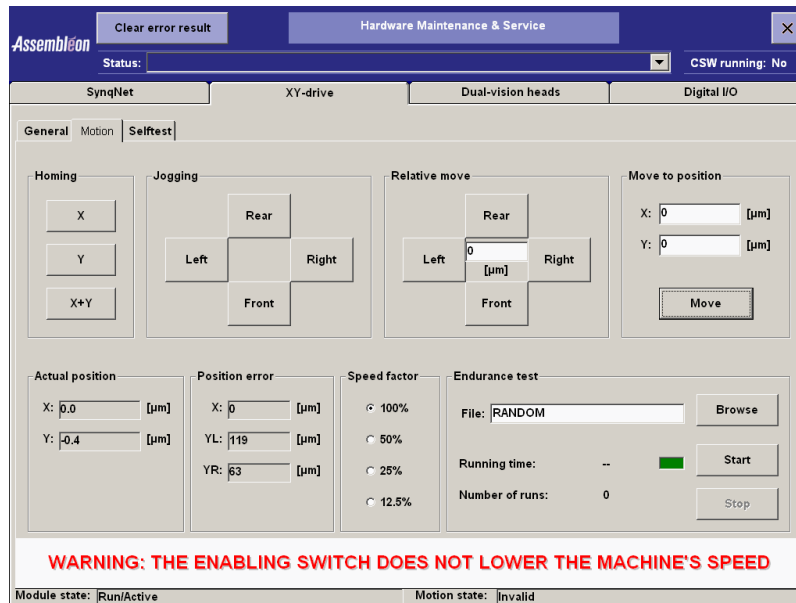 Clear error result
Hardware Maintenance & Service
Assembléon
Status:
CSW running: No
SynqNet XY-drive Dual-vision heads Digital I/O
General Motion Selftest
Homing
X
Y
X+Y
Jogging
Rear
Left Right
Front
Relative move
Rear
Left 0 Right
[µm]
Front
Move to position
X: 0 [µm]
Y: 0 [µm]
Move
Actual position
X: 0.0 [µm]
Y: -0.4 [µm]
Position error
X: 0 [µm]
YL: 119 [µm]
YR: 63 [µm]
Speed factor
100%
50%
25%
12.5%
Endurance test
File: RANDOM Browse
Running time: -- Start
Number of runs: 0 Stop
WARNING: THE ENABLING SWITCH DOES NOT LOWER THE MACHINE'S SPEED
Module state: Run/Active Motion state: Invalid